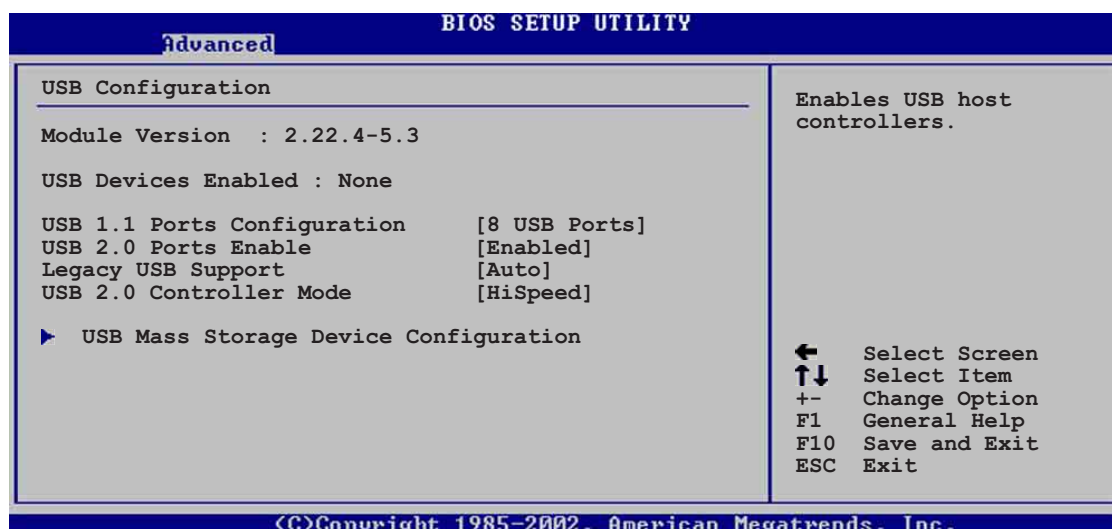 BIOS SETUP UTILITY
Advanced
USB Configuration
Module Version : 2.22.4-5.3
USB Devices Enabled : None
USB 1.1 Ports Configuration [8 USB Ports]
USB 2.0 Ports Enable [Enabled]
Legacy USB Support [Auto]
USB 2.0 Controller Mode [HiSpeed]
USB Mass Storage Device Configuration
Enables USB host
controllers.
Select Screen
Select Item
+- Change Option
F1 General Help
F10 Save and Exit
ESC Exit
(C)Copyright 1985-2002, American Megatrends, Inc.